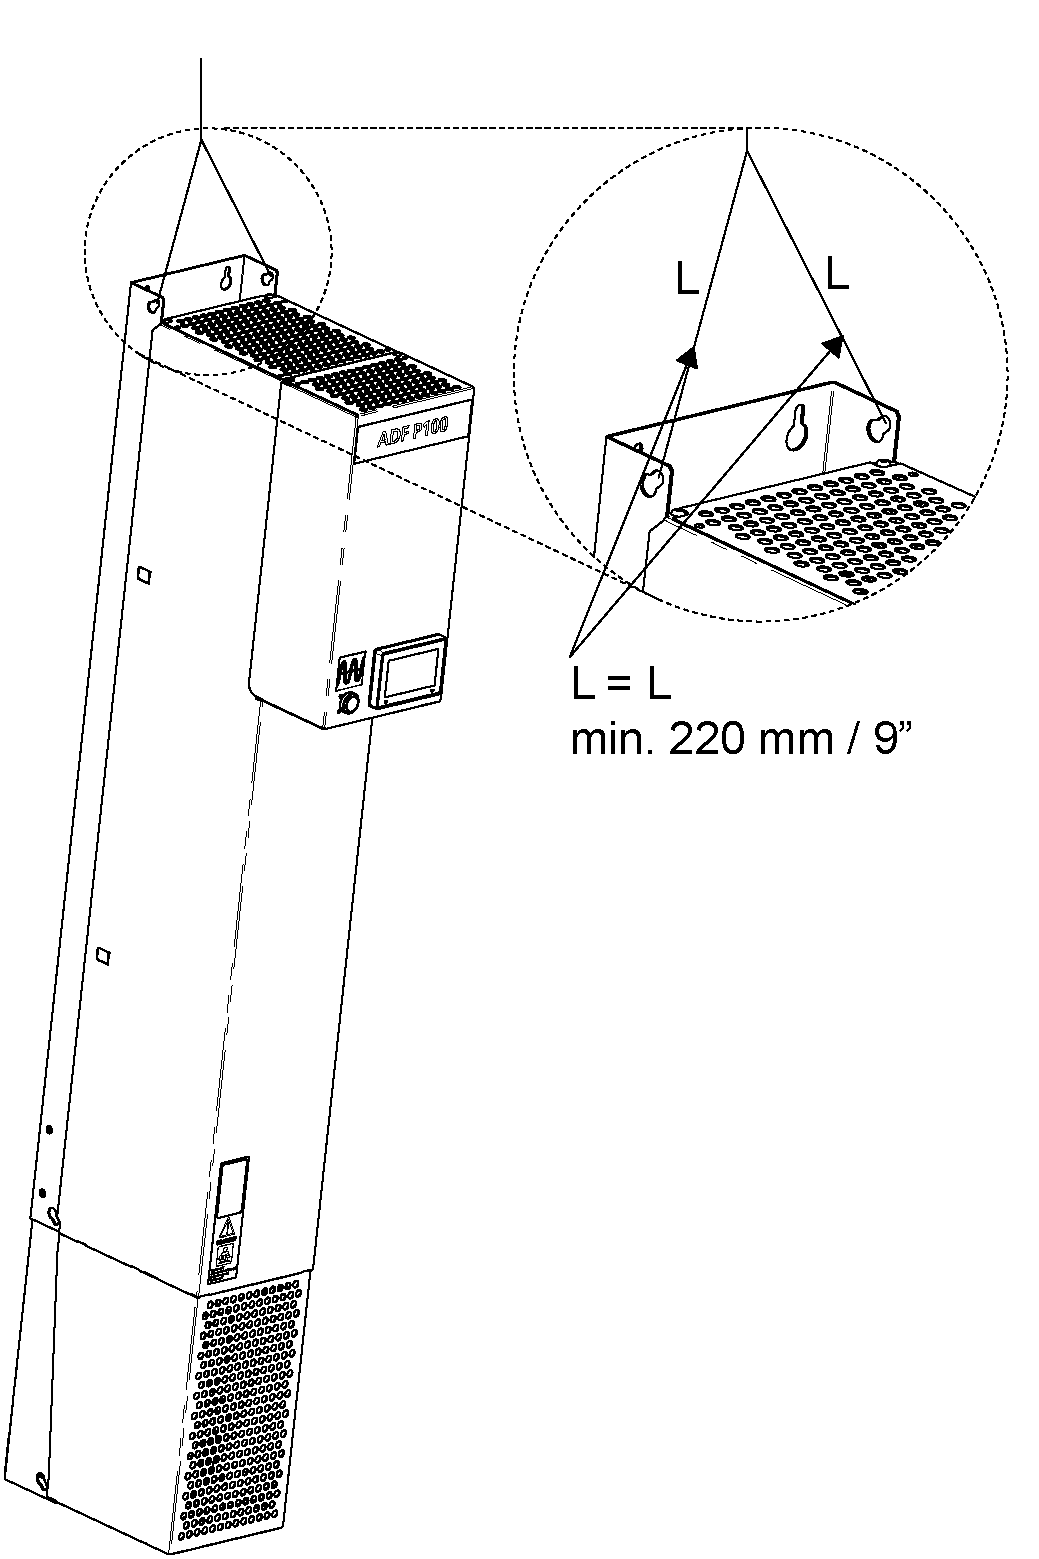 L
L
ADF P100
L = L
min. 220 mm / 9”